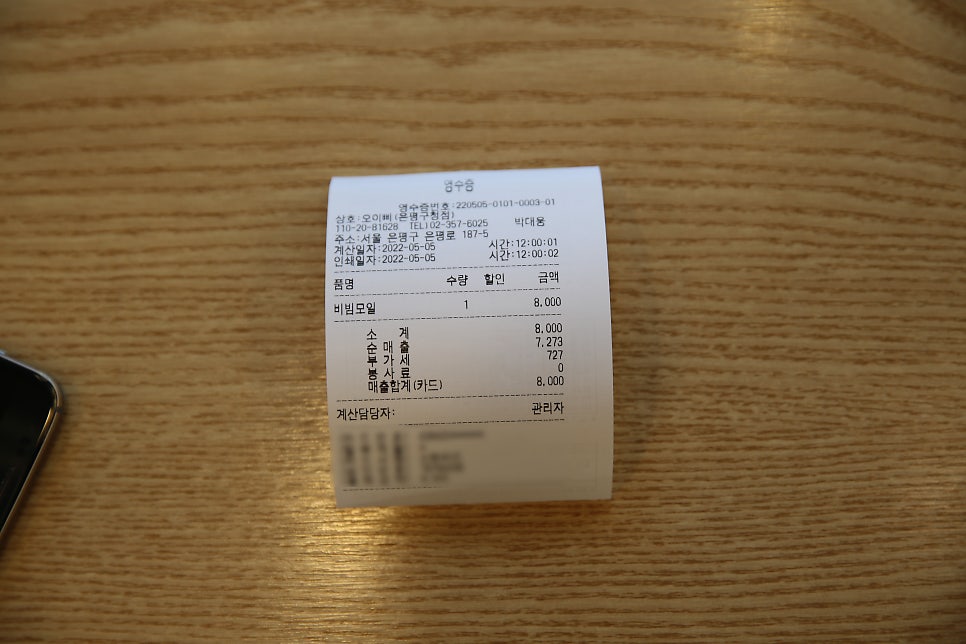 영수증
영수증번호:220505-0101-0003-01
상호:오이삐(은평구청점)
110-20-81628 TEL)02-357-6025 박대웅
주소:서울 은평구 은평로 187-5
계산일자:2022-05-05 시간:12:00:01
인쇄일자:2022-05-05 시간:12:00:02
품명 수량 할인 금액
비빔모일 1 8,000
소 계 8,000
순 매 출 7,273
부 가 세 727
봉 사 료 0
매출합계(카드) 8,000
계산담당자: 관리자